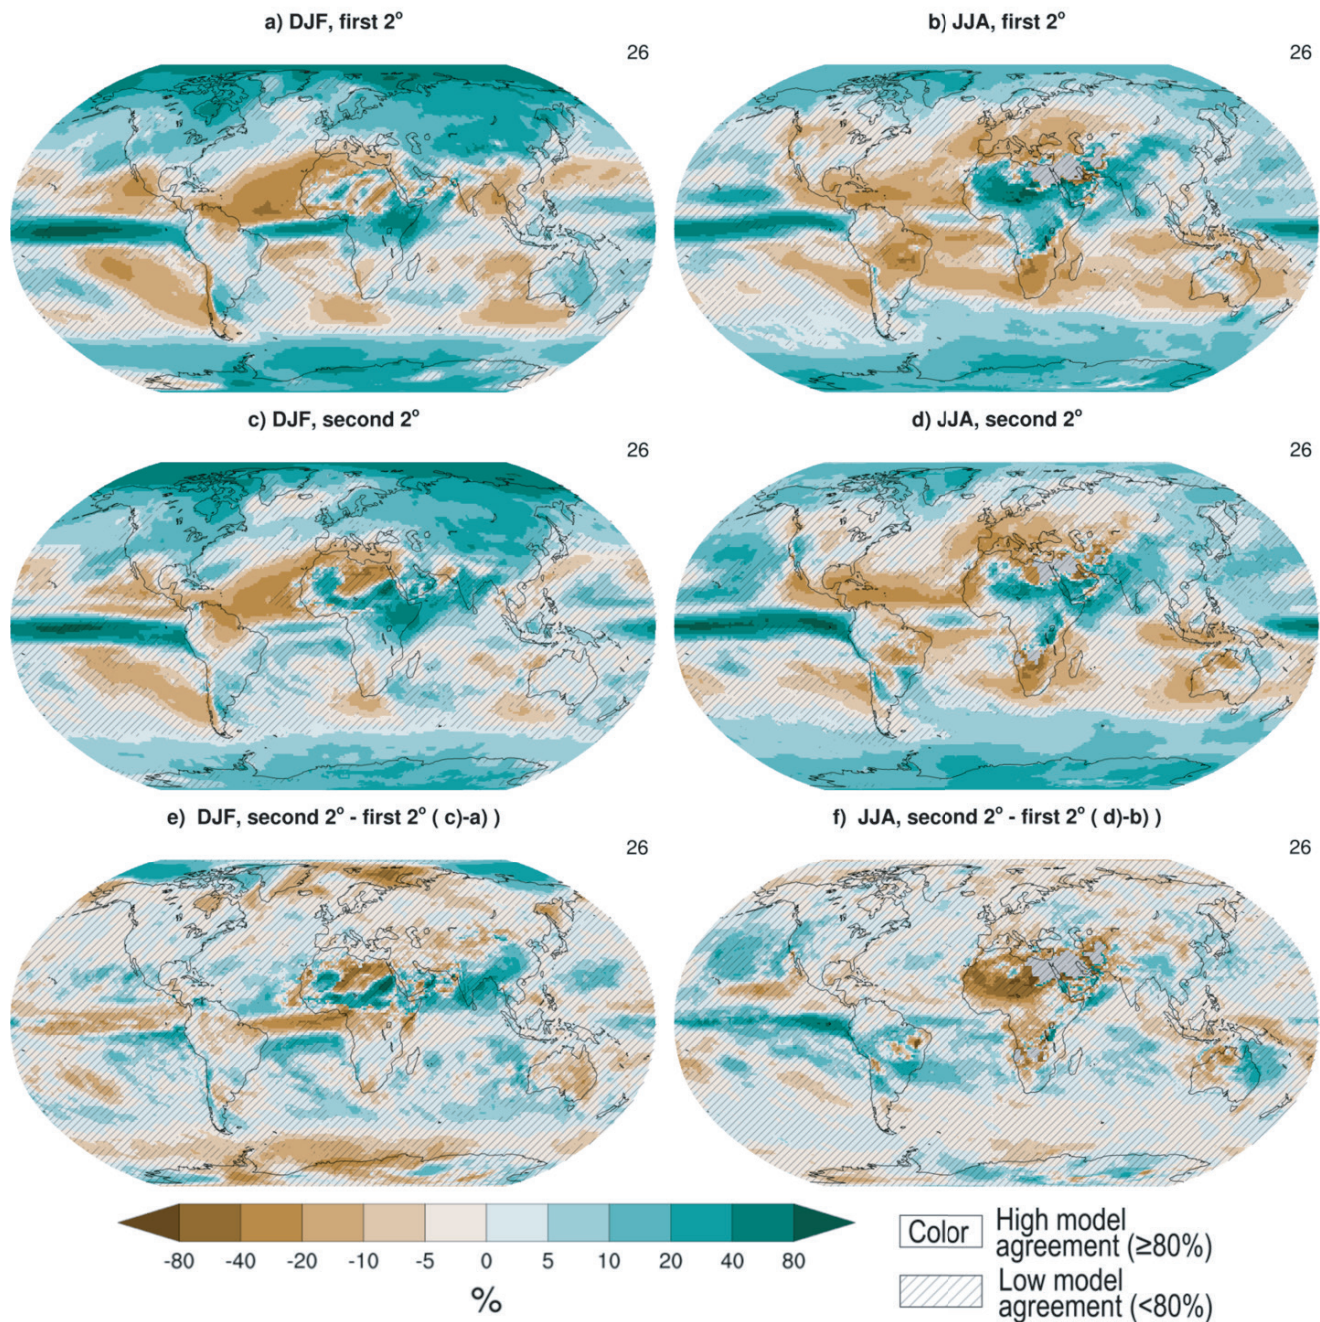 a) DJF, first 2°
b) JJA, first 2°
26
26
c) DJF, second 2°
d) JJA, second 2°
26
26
e) DJF, second 2° - first 2° ( c)-a) )
f) JJA, second 2° - first 2° ( d)-b) )
26
26
-80 -40 -20 -10 -5 0 5 10 20 40 80
%
Color
High model
agreement (≥80%)
Low model
agreement (<80%)